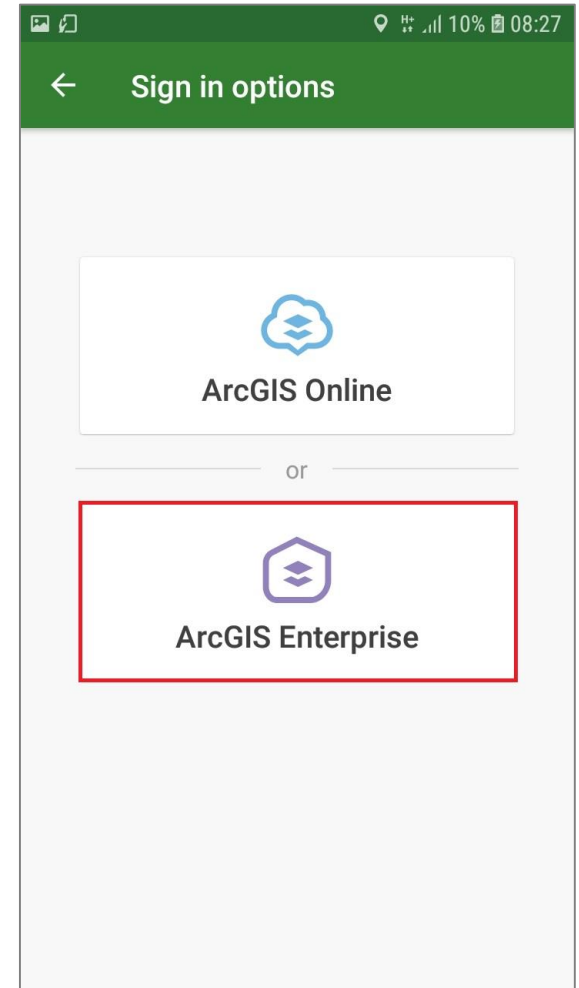 H+ 10% 08:27
Sign in options
ArcGIS Online
or
ArcGIS Enterprise